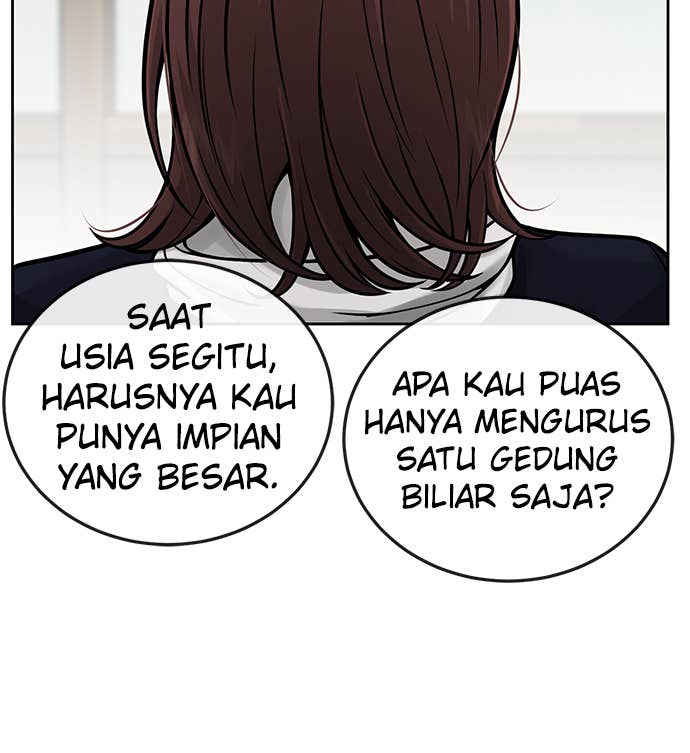 SAAT
USIA SEGITU,
HARUSNYA KAU
PUNYA IMPIAN
YANG BESAR.
APA KAU PUAS
HANYA MENGURUS
SATU GEDUNG
BILIAR SAJA?